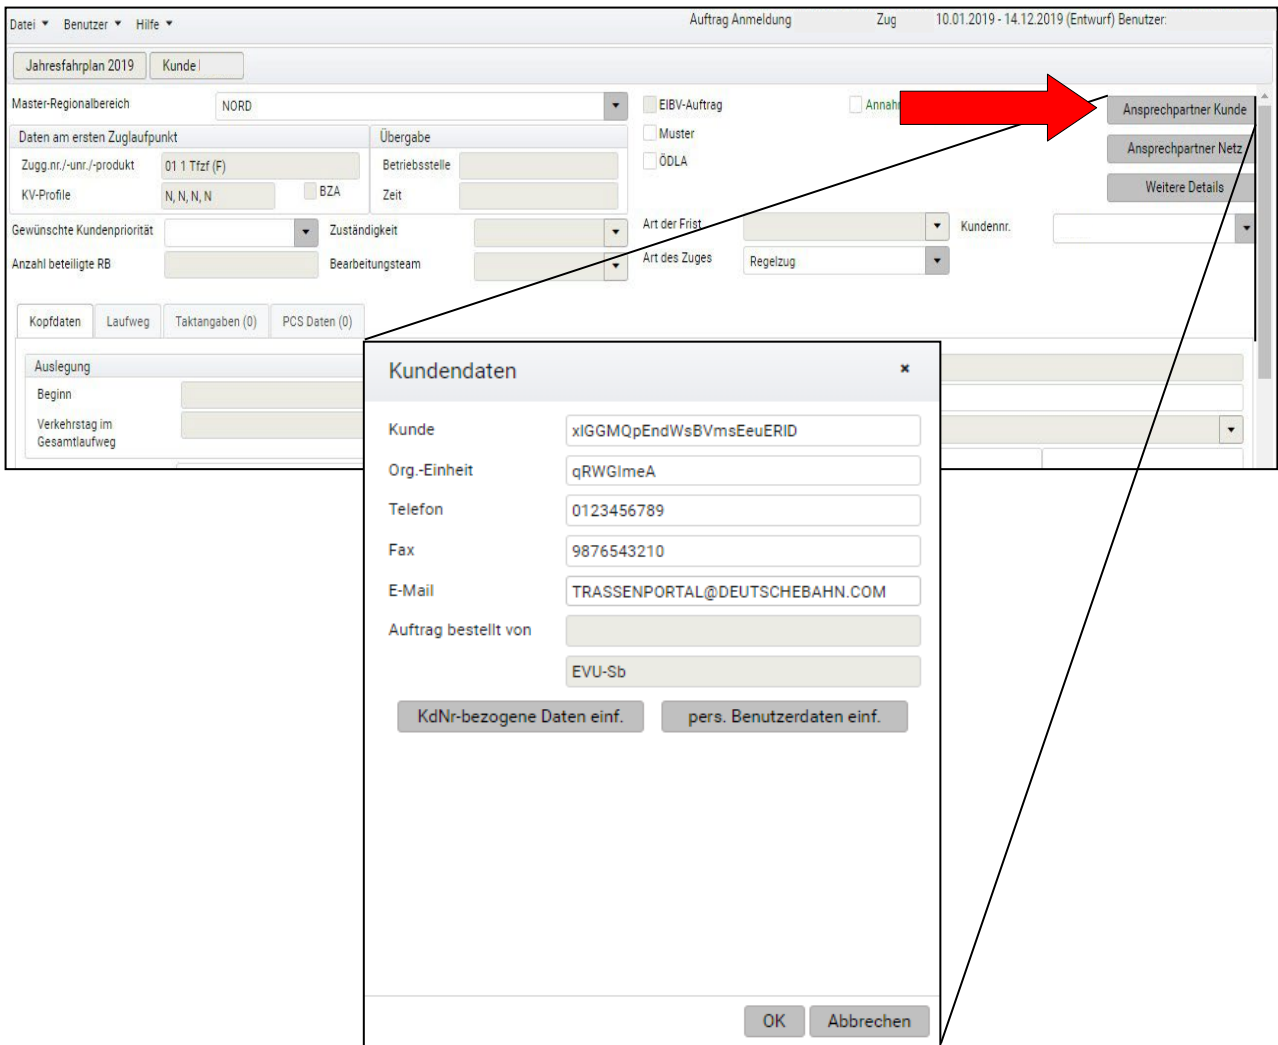 Datei Benutzer Hilfe Auftrag Anmeldung Zug 10.01.2019 - 14.12.2019 (Entwurf) Benutzer:
Jahresfahrplan 2019 Kunde
Master-Regionalbereich NORD EIBV-Auftrag Ansprechpartner Kunde
Daten am ersten Zuglaufpunkt Übergabe Muster
Ansprechpartner Netz
Zugg.nr./-unr./-produkt 01 1 Tfzf (F) Betriebsstelle ÖDLA
KV-Profile N, N, N, N BZA Zeit Weitere Details
Gewünschte Kundenpriorität Zuständigkeit Art der Frist Kundennr.
Anzahl beteiligte RB Bearbeitungsteam Art des Zuges Regelzug
Kopfdaten Laufweg Taktangaben (0) PCS Daten (0)
Auslegung
Beginn
Verkehrstag im
Gesamtlaufweg
Kundendaten
Kunde xIGGMQpEndWsBVmsEeuERID
Org.-Einheit qRWGImeA
Telefon 0123456789
Fax 9876543210
E-Mail TRASSENPORTAL@DEUTSCHEBAHN.COM
Auftrag bestellt von
EVU-Sb
KdNr-bezogene Daten einf. pers. Benutzerdaten einf.
OK Abbrechen